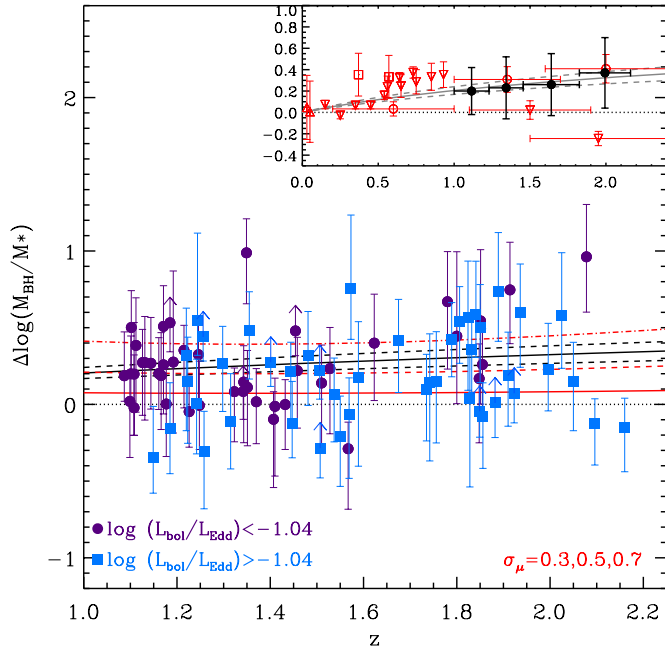 1.0
0.8
0.6
0.4
0.2
0.0
-0.2
-0.4
0.0 0.5 1.0 1.5 2.0
2
1
0
−1
Δlog(M_BH/M*)
log (L_bol/L_Edd)<−1.04
log (L_bol/L_Edd)>−1.04
σ_μ=0.3,0.5,0.7
1.0 1.2 1.4 1.6 1.8 2.0 2.2
z